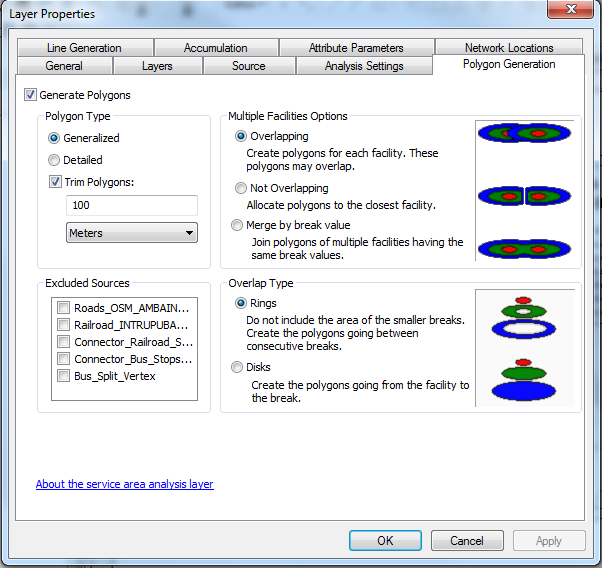 Layer Properties
Line Generation
Accumulation
Attribute Parameters
Network Locations
General
Layers
Source
Analysis Settings
Polygon Generation
Generate Polygons
Polygon Type
Generalized
Detailed
Trim Polygons:
100
Meters
Multiple Facilities Options
Overlapping
Create polygons for each facility. These
polygons may overlap.
Not Overlapping
Allocate polygons to the closest facility.
Merge by break value
Join polygons of multiple facilities having the
same break values.
Excluded Sources
Roads_OSM_AMBAIN...
Railroad_INTRUPUBA...
Connector_Railroad_S...
Connector_Bus_Stops...
Bus_Split_Vertex
Overlap Type
Rings
Do not include the area of the smaller breaks.
Create the polygons going between
consecutive breaks.
Disks
Create the polygons going from the facility to
the break.
About the service area analysis layer
OK
Cancel
Apply